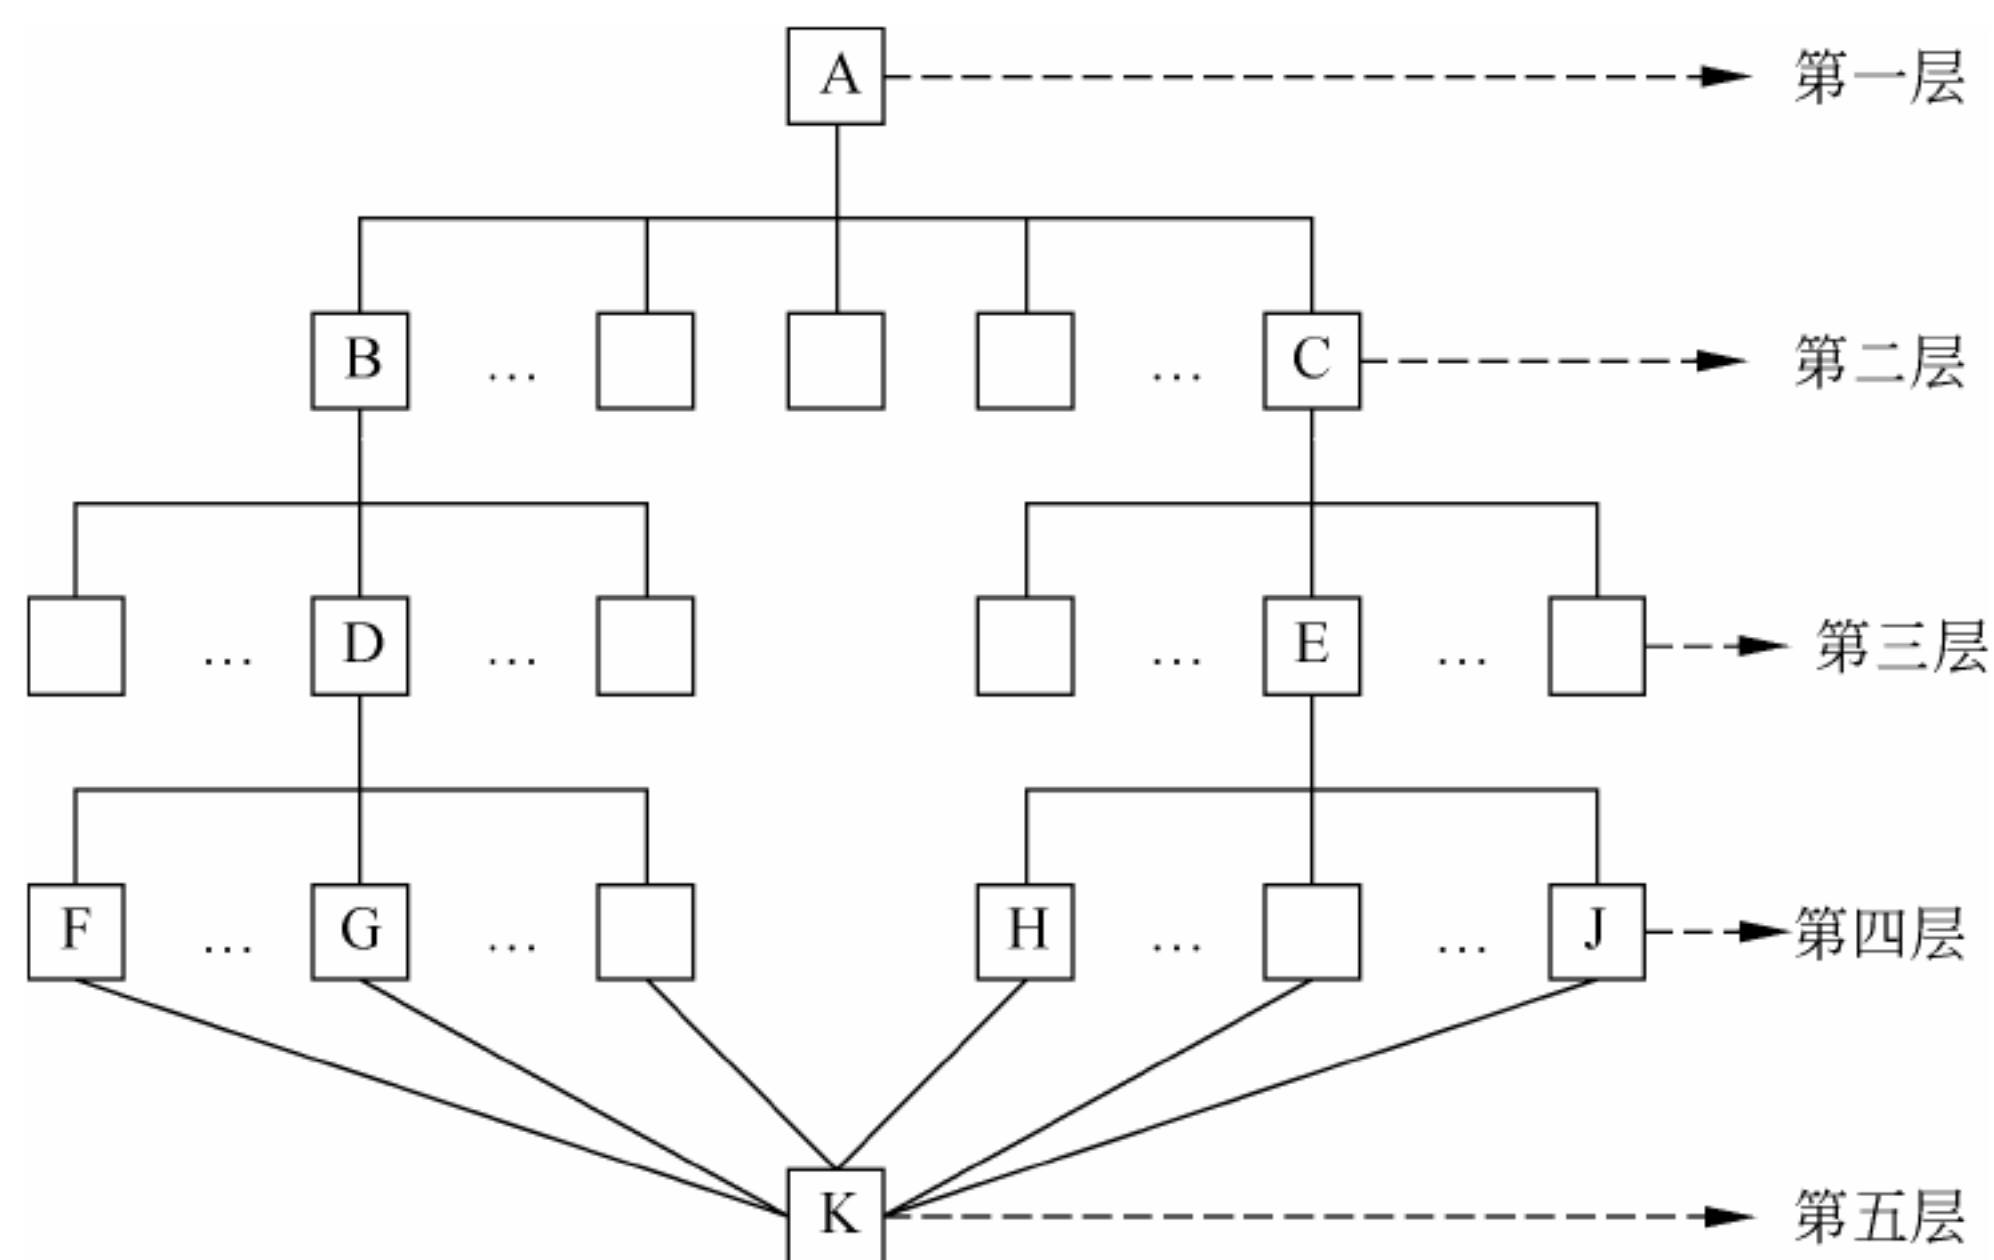 A 第一层
B … … C 第二层
… D … … E … 第三层
F … G … H … … J 第四层
K 第五层